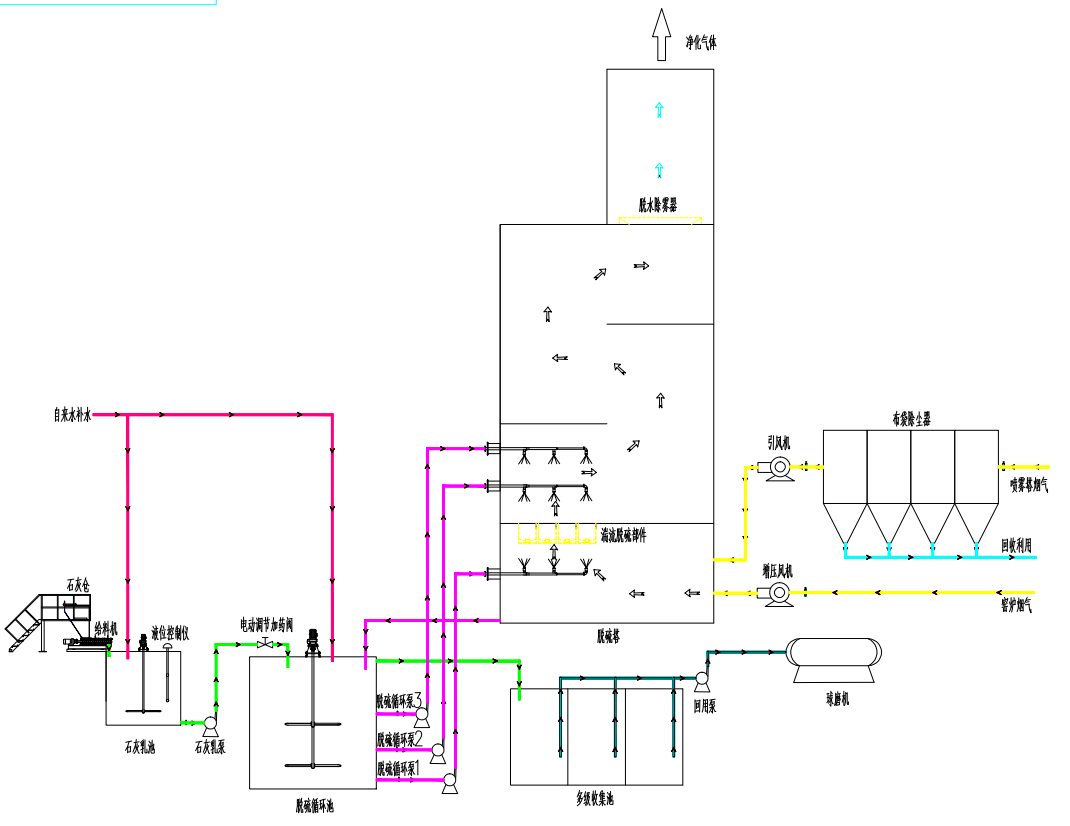 净化气体
脱水除雾器
自来水补水
引风机
布袋除尘器
喷雾塔烟气
湍流脱硫部件
回收利用
增压风机
窑炉烟气
石灰仓
给料机
液位控制仪
电动调节加药阀
脱硫塔
脱硫循环泵3
回用泵
球磨机
石灰乳池
石灰乳泵
脱硫循环泵2
脱硫循环泵1
脱硫循环池
多级收集池